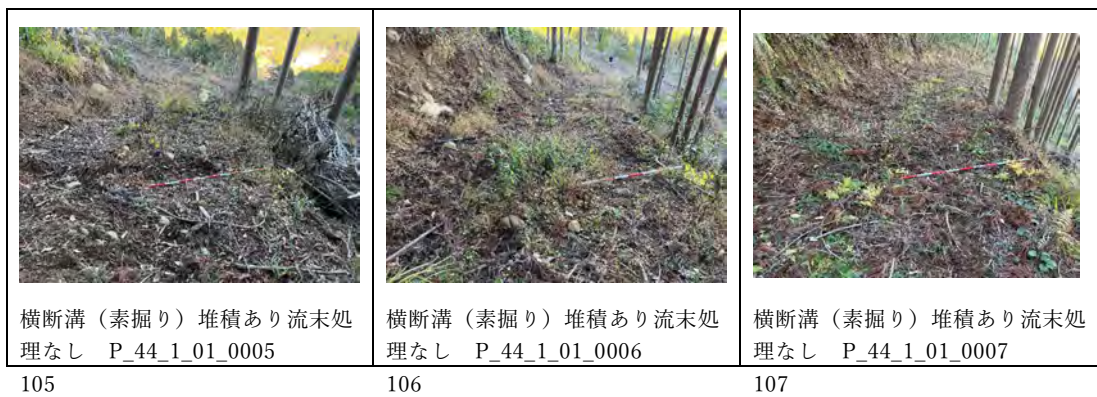 横断溝（素掘り）堆積あり流末処
理なし　P_44_1_01_0005
横断溝（素掘り）堆積あり流末処
理なし　P_44_1_01_0006
横断溝（素掘り）堆積あり流末処
理なし　P_44_1_01_0007
105
106
107